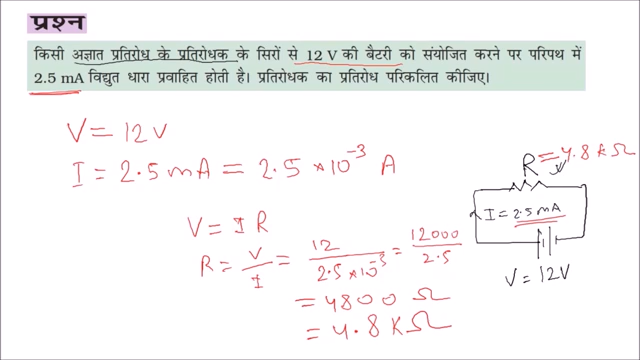 प्रश्न
किसी अज्ञात प्रतिरोध के प्रतिरोधक के सिरों से 12 V की बैटरी को संयोजित करने पर परिपथ में
2.5 mA विद्युत धारा प्रवाहित होती है। प्रतिरोधक का प्रतिरोध परिकलित कीजिए।
V = 12 V
I = 2.5 mA = 2.5 × 10⁻³ A
V = I R
R = V/I = 12/(2.5 × 10⁻³) = 12000/2.5
= 4800 Ω
= 4.8 KΩ
R = 4.8 KΩ
I = 2.5 mA
V = 12V